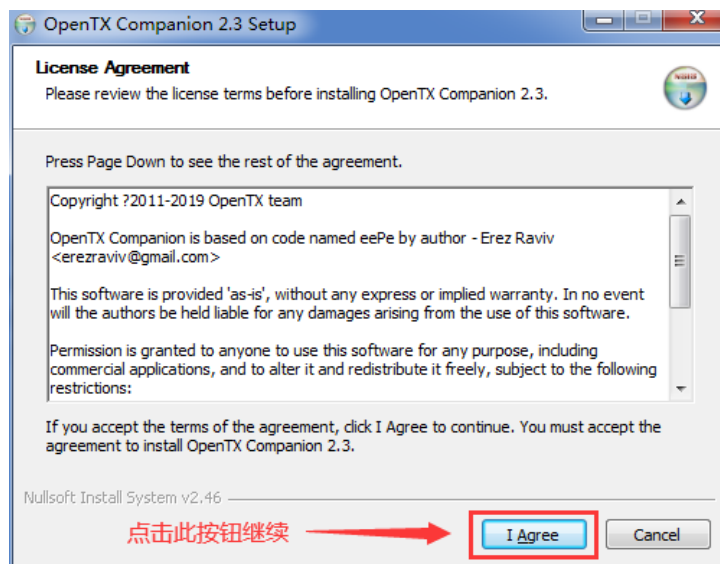 OpenTX Companion 2.3 Setup
License Agreement
Please review the license terms before installing OpenTX Companion 2.3.
Press Page Down to see the rest of the agreement.
Copyright ?2011-2019 OpenTX team
OpenTX Companion is based on code named eePe by author - Erez Raviv
<erezraviv@gmail.com>
This software is provided 'as-is', without any express or implied warranty. In no event
will the authors be held liable for any damages arising from the use of this software.
Permission is granted to anyone to use this software for any purpose, including
commercial applications, and to alter it and redistribute it freely, subject to the following
restrictions:
If you accept the terms of the agreement, click I Agree to continue. You must accept the
agreement to install OpenTX Companion 2.3.
Nullsoft Install System v2.46
点击此按钮继续
I Agree
Cancel